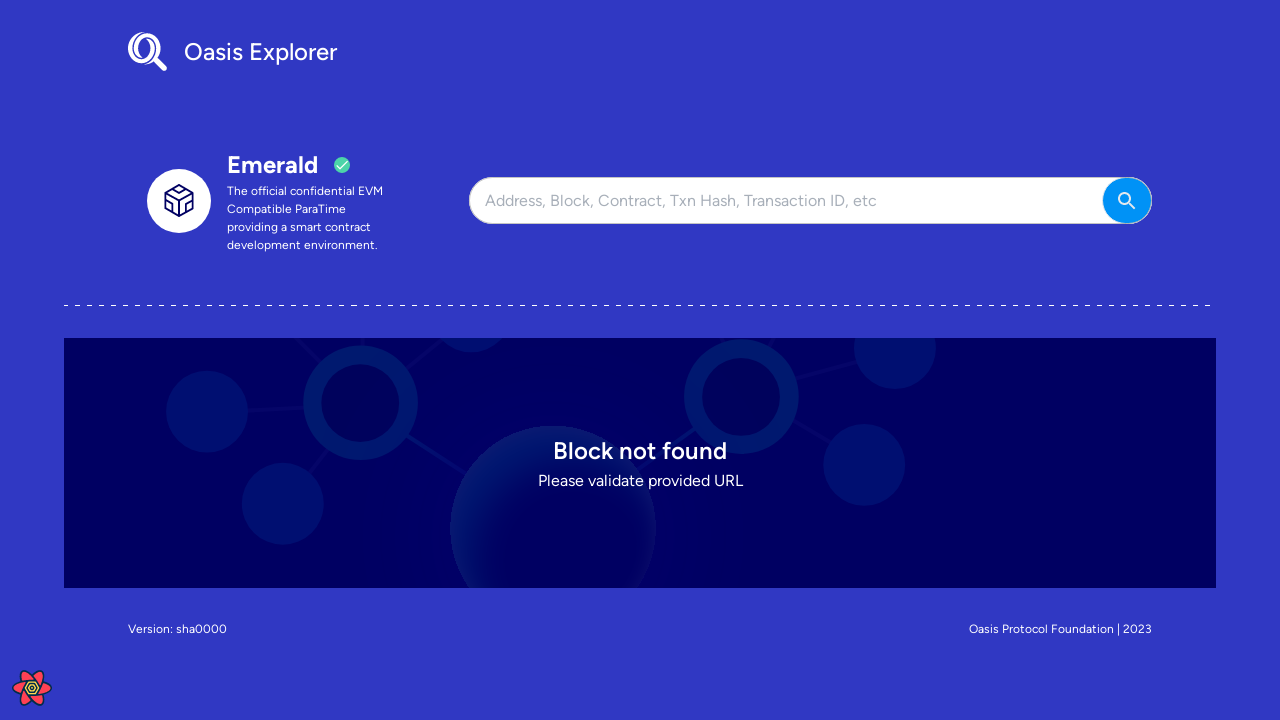 Oasis Explorer
Emerald
The official confidential EVM
Compatible ParaTime
providing a smart contract
development environment.
Address, Block, Contract, Txn Hash, Transaction ID, etc
Block not found
Please validate provided URL
Version: sha0000
Oasis Protocol Foundation | 2023